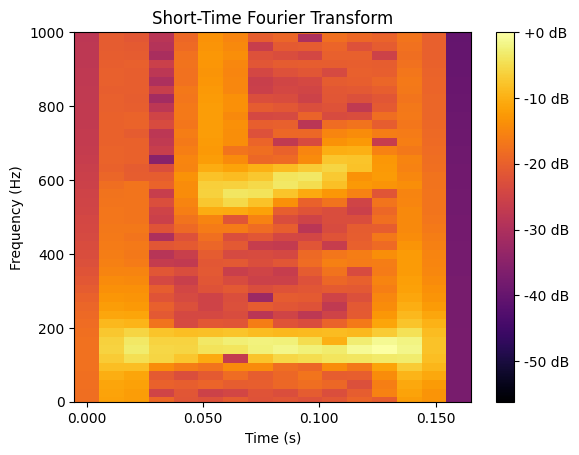 Short-Time Fourier Transform
Frequency (Hz)
1000
800
600
400
200
0
0.000 0.050 0.100 0.150
Time (s)
+0 dB
-10 dB
-20 dB
-30 dB
-40 dB
-50 dB